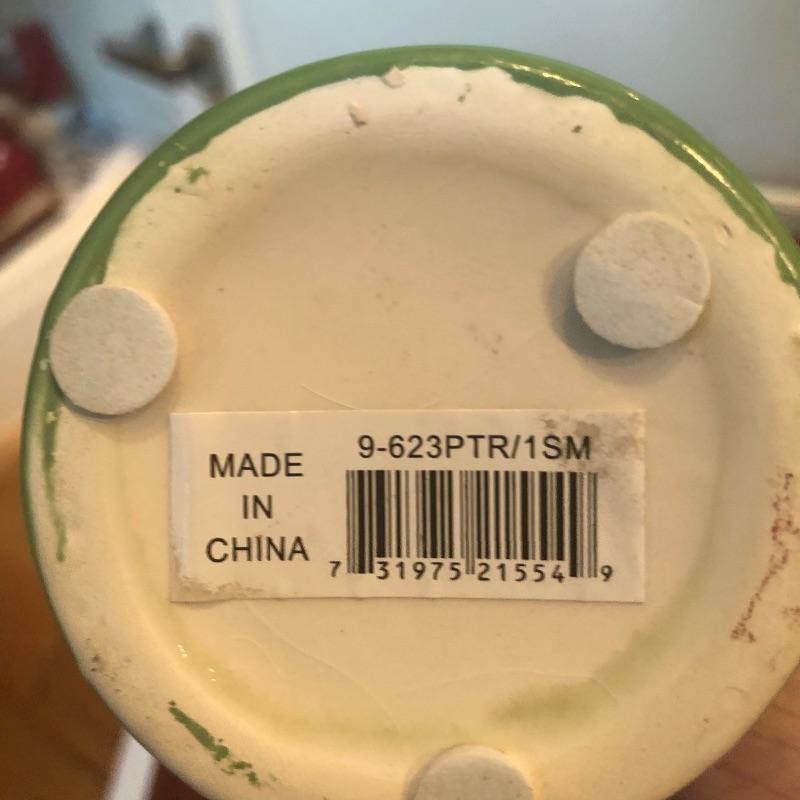 MADE
IN
CHINA
9-623PTR/1SM
7 31975 21554 9